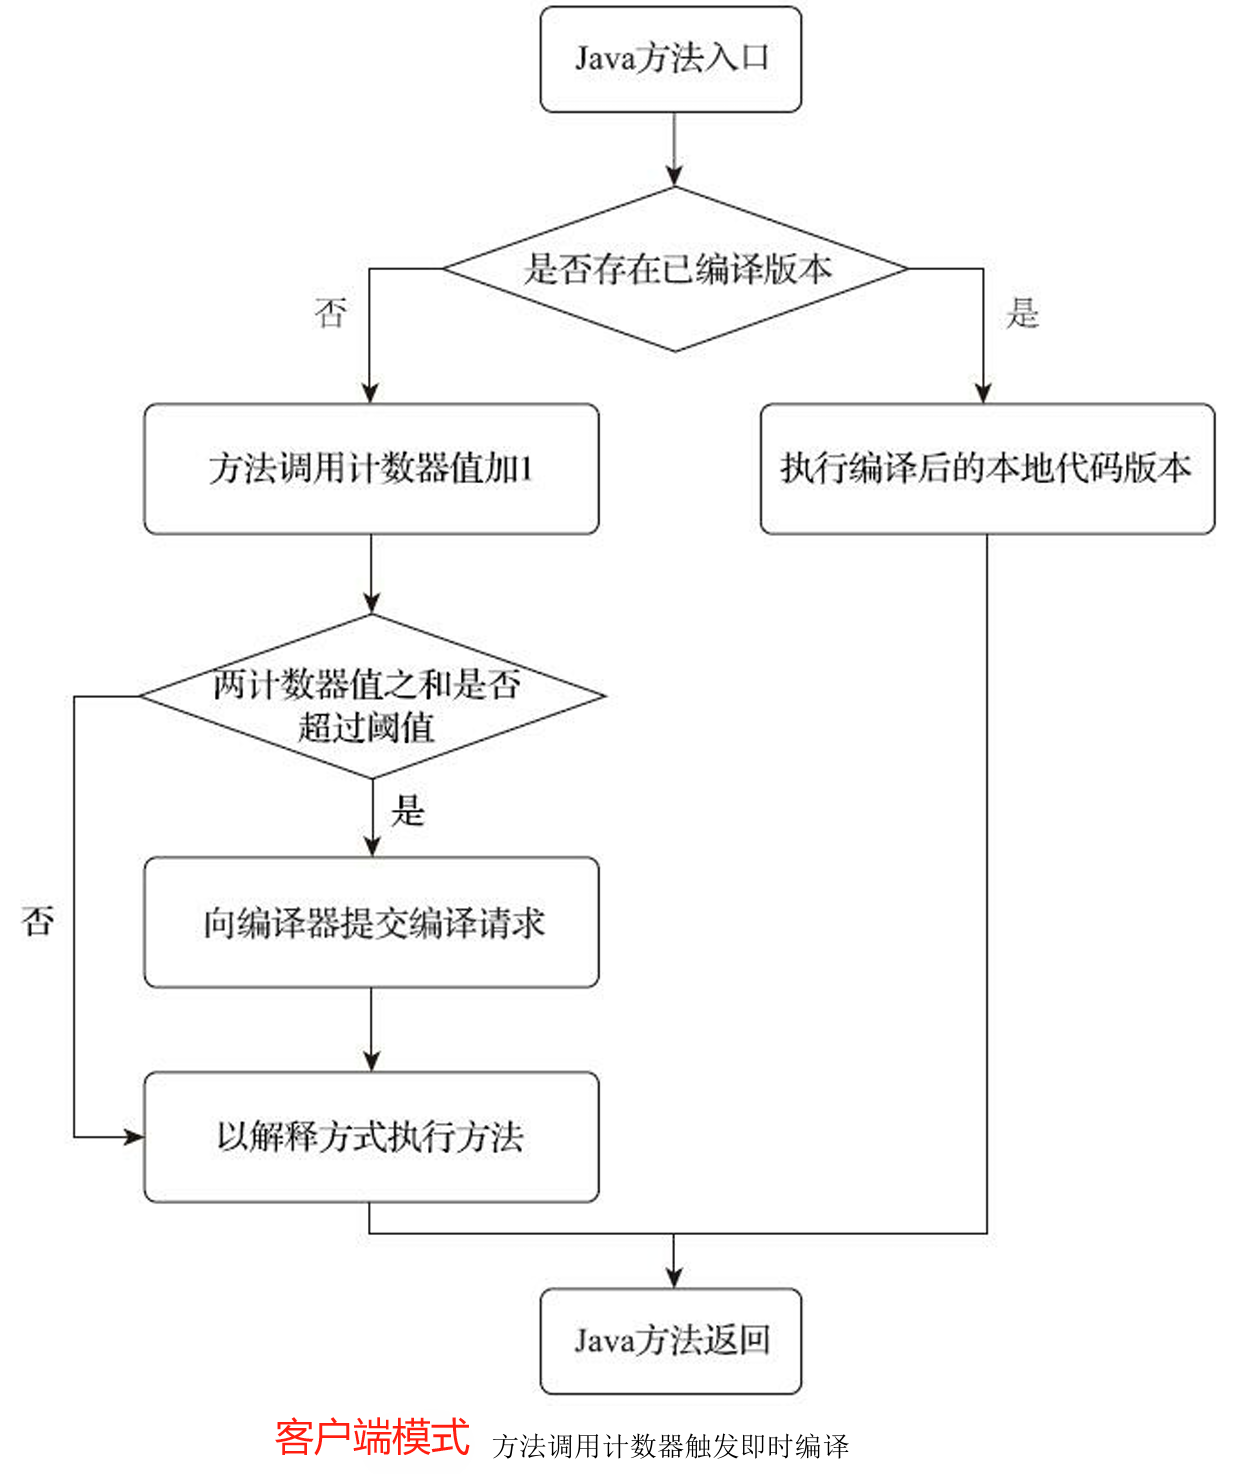 Java方法入口
是否存在已编译版本
否
是
方法调用计数器值加1
执行编译后的本地代码版本
两计数器值之和是否
超过阈值
是
否
向编译器提交编译请求
以解释方式执行方法
Java方法返回
客户端模式 方法调用计数器触发即时编译